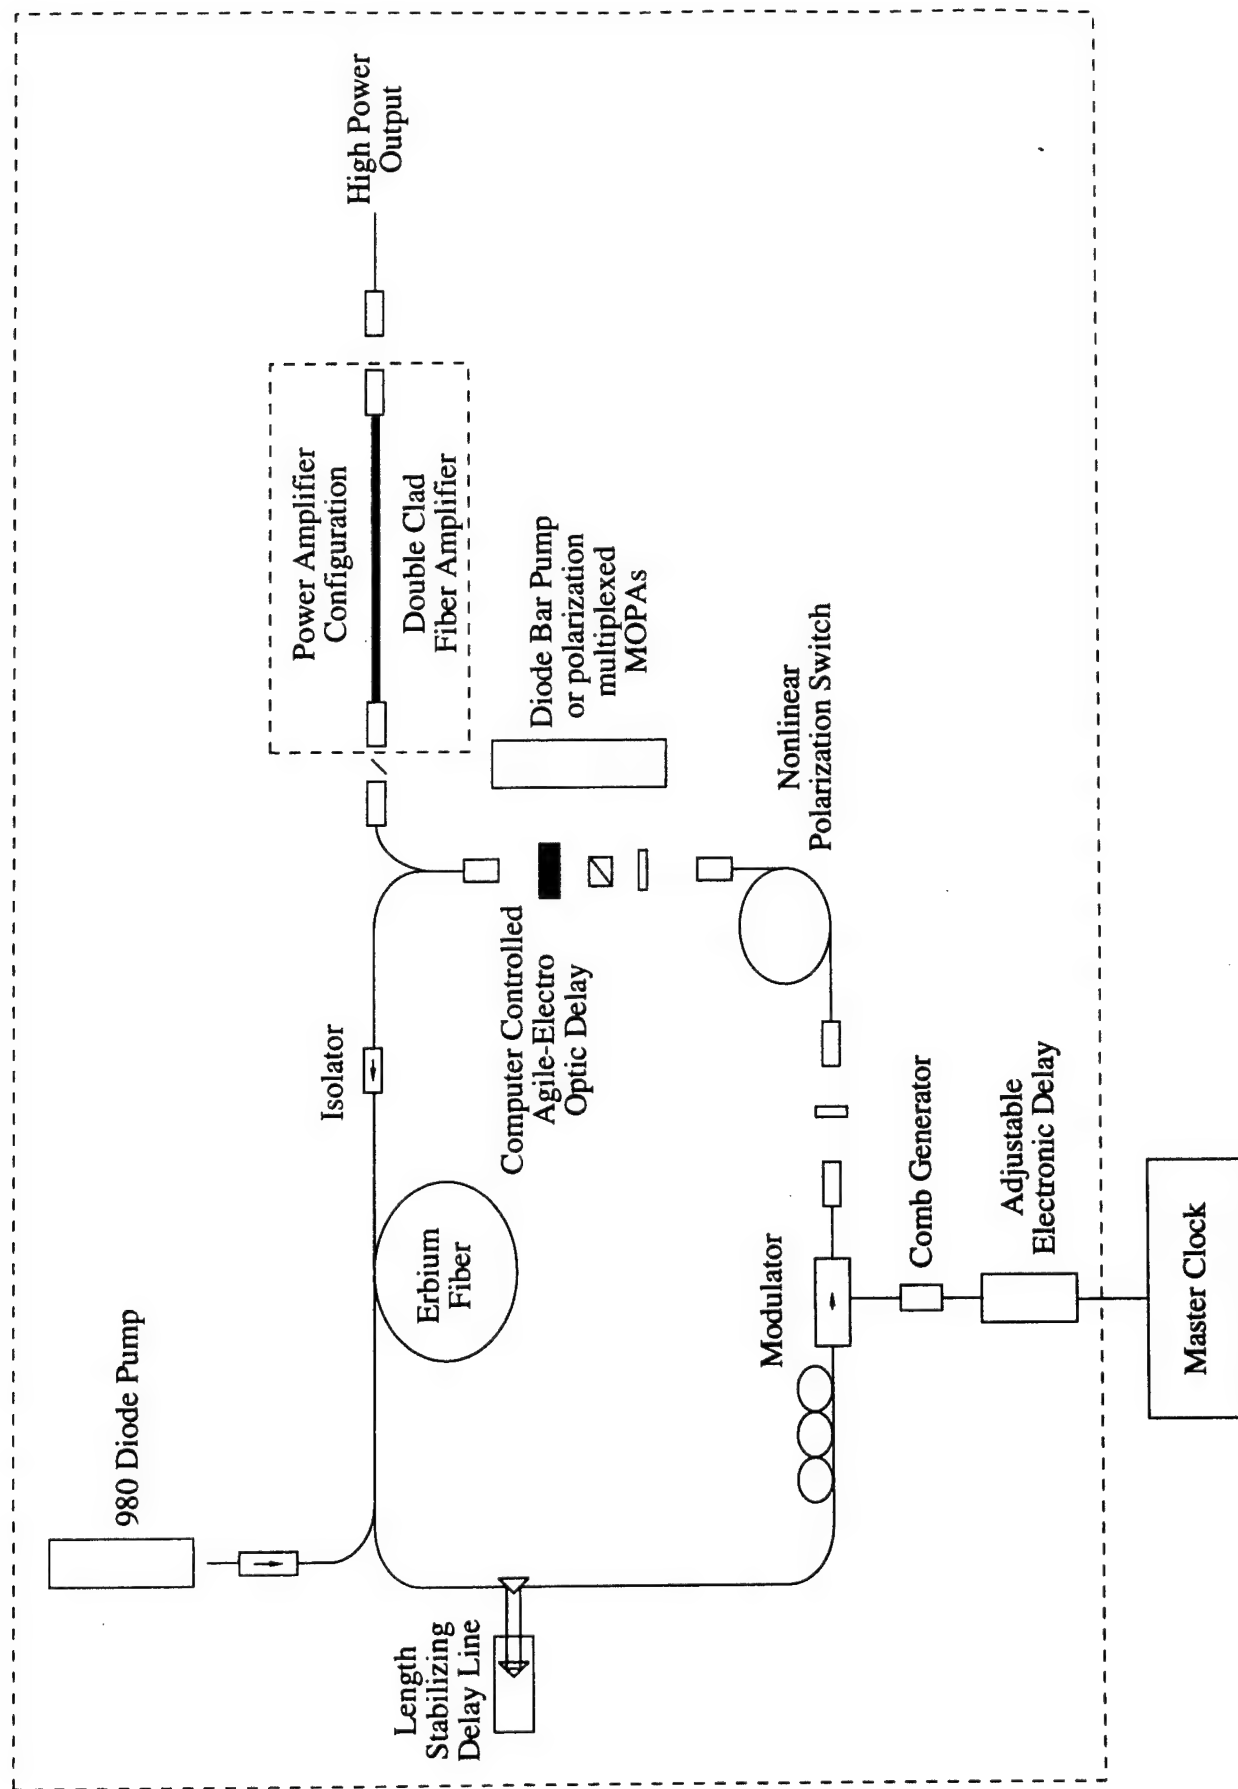 980 Diode Pump
Length
Stabilizing
Delay Line
Erbium
Fiber
Isolator
Power Amplifier
Configuration
Double Clad
Fiber Amplifier
High Power
Output
Computer Controlled
Agile-Electro
Optic Delay
Diode Bar Pump
or polarization
multiplexed
MOPAs
Nonlinear
Polarization Switch
Modulator
Comb Generator
Adjustable
Electronic Delay
Master Clock